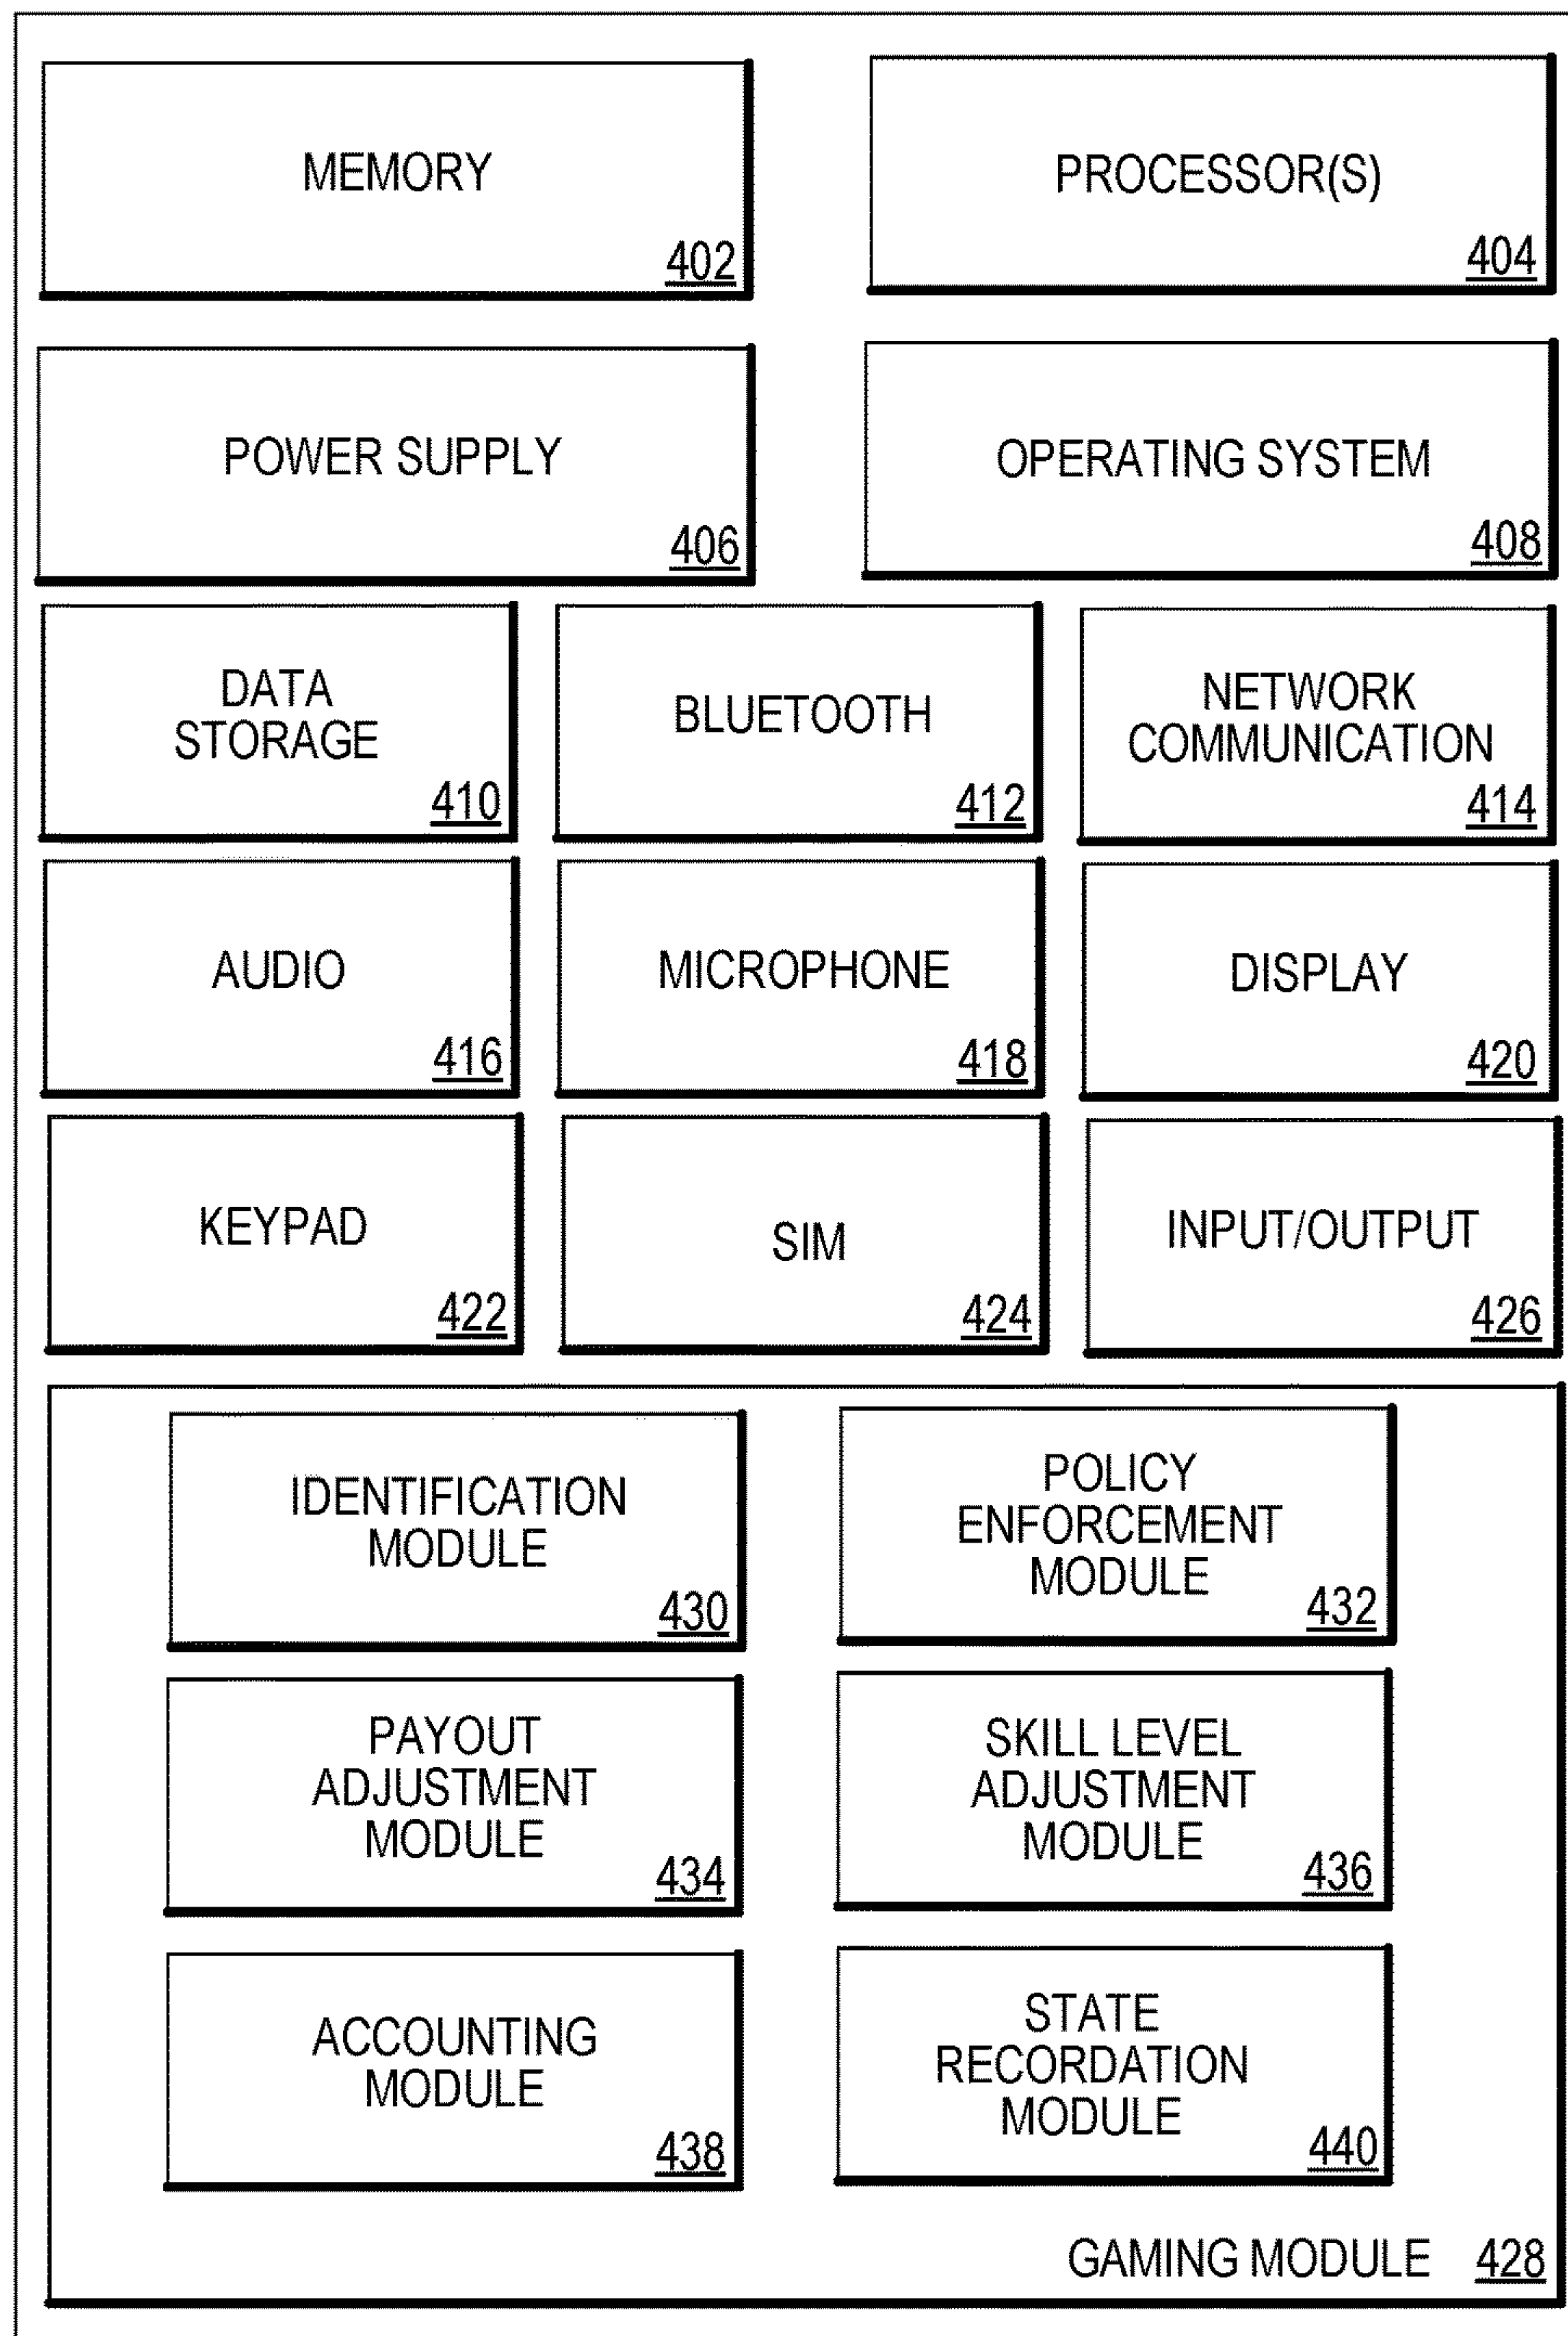 MEMORY
402
PROCESSOR(S)
404
POWER SUPPLY
406
OPERATING SYSTEM
408
DATA
STORAGE
410
BLUETOOTH
412
NETWORK
COMMUNICATION
414
AUDIO
416
MICROPHONE
418
DISPLAY
420
KEYPAD
422
SIM
424
INPUT/OUTPUT
426
IDENTIFICATION
MODULE
430
POLICY
ENFORCEMENT
MODULE
432
PAYOUT
ADJUSTMENT
MODULE
434
SKILL LEVEL
ADJUSTMENT
MODULE
436
ACCOUNTING
MODULE
438
STATE
RECORDATION
MODULE
440
GAMING MODULE 428